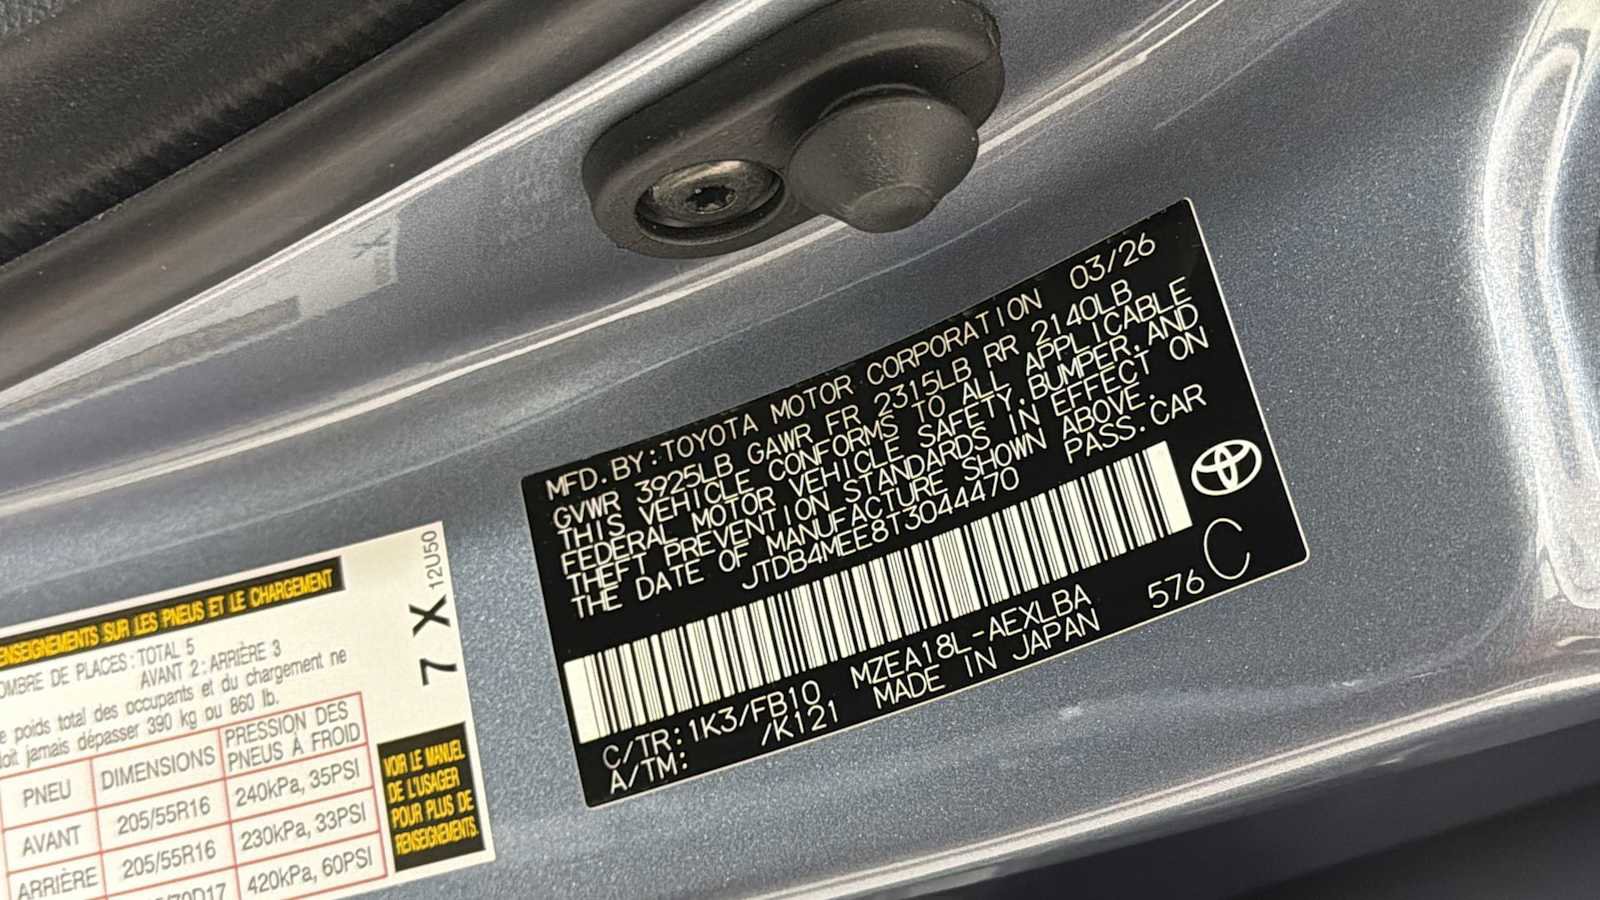 MFD.BY:TOYOTA MOTOR CORPORATION 03/26
GVWR 3925LB GAWR FR 2315LB RR 2140LB
THIS VEHICLE CONFORMS TO ALL APPLICABLE
FEDERAL MOTOR VEHICLE SAFETY,BUMPER,AND
THEFT PREVENTION STANDARDS IN EFFECT ON
THE DATE OF MANUFACTURE SHOWN ABOVE.
JTDB4MEE8T3044470 PASS.CAR
C/TR:1K3/FB10 MZEA18L-AEXLBA 576 C
A/TM: /K121 MADE IN JAPAN
SUR LES PNEUS ET LE CHARGEMENT
DE PLACES:TOTAL 5
AVANT 2:ARRIÈRE 3
poids total des occupants et du chargement ne
jamais dépasser 390 kg ou 860 lb.
PNEU DIMENSIONS PRESSION DES PNEUS À FROID
AVANT 205/55R16 240kPa, 35PSI
ARRIÈRE 205/55R16 230kPa, 33PSI
420kPa, 60PSI
7 X 12U50
VOIR LE MANUEL
DE L'USAGER
POUR PLUS DE
RENSEIGNEMENTS.